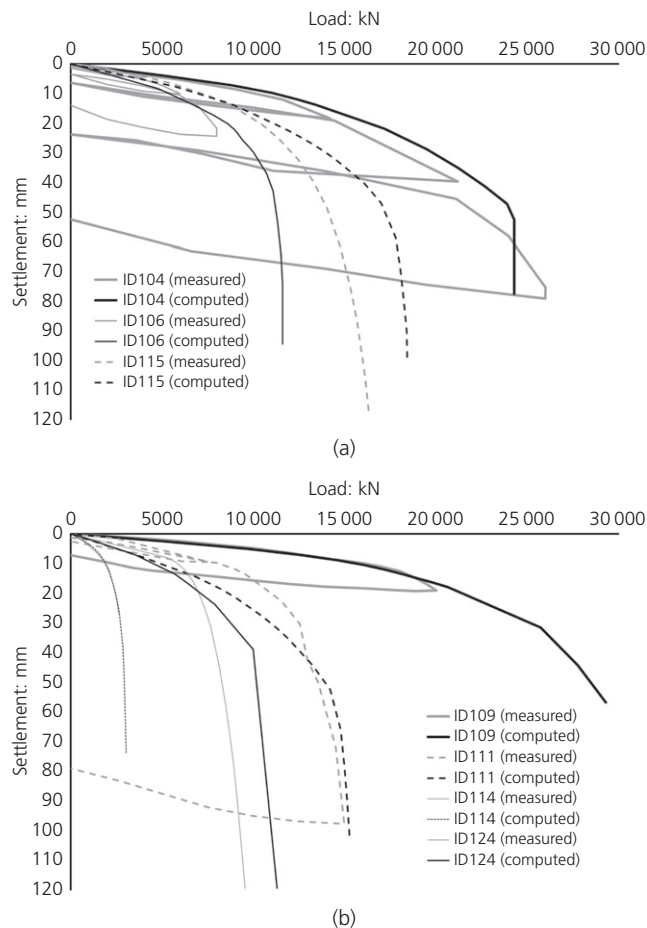 Load: kN
0 5000 10 000 15 000 20 000 25 000 30 000
0
10
20
30
40
50
60
70
80
90
100
110
120
Settlement: mm
ID104 (measured)
ID104 (computed)
ID106 (measured)
ID106 (computed)
ID115 (measured)
ID115 (computed)
(a)
Load: kN
0 5000 10 000 15 000 20 000 25 000 30 000
0
10
20
30
40
50
60
70
80
90
100
110
120
Settlement: mm
ID109 (measured)
ID109 (computed)
ID111 (measured)
ID111 (computed)
ID114 (measured)
ID114 (computed)
ID124 (measured)
ID124 (computed)
(b)